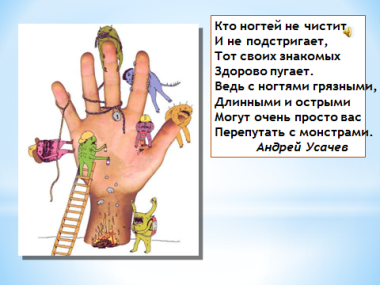 Кто ногтей не чистит
И не подстригает,
Тот своих знакомых
Здорово пугает.
Ведь с ногтями грязными,
Длинными и острыми
Могут очень просто вас
Перепутать с монстрами.
Андрей Усачев